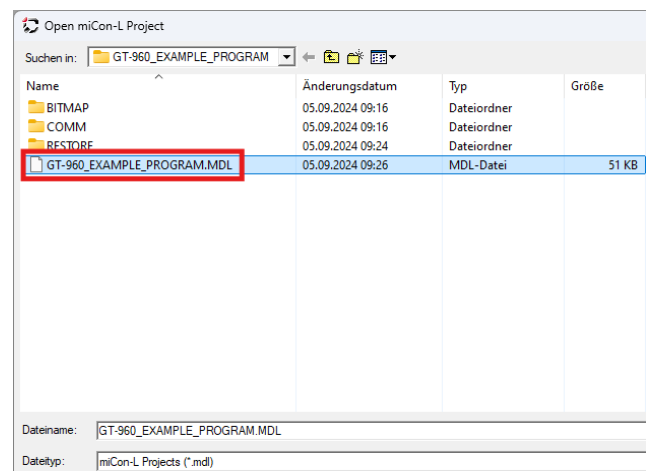 Open miCon-L Project
Suchen in: GT-960_EXAMPLE_PROGRAM
Name Änderungsdatum Typ Größe
BITMAP 05.09.2024 09:16 Dateiordner
COMM 05.09.2024 09:16 Dateiordner
RESTORE 05.09.2024 09:24 Dateiordner
GT-960_EXAMPLE_PROGRAM.MDL 05.09.2024 09:26 MDL-Datei 51 KB
Dateiname: GT-960_EXAMPLE_PROGRAM.MDL
Dateityp: miCon-L Projects (*.mdl)